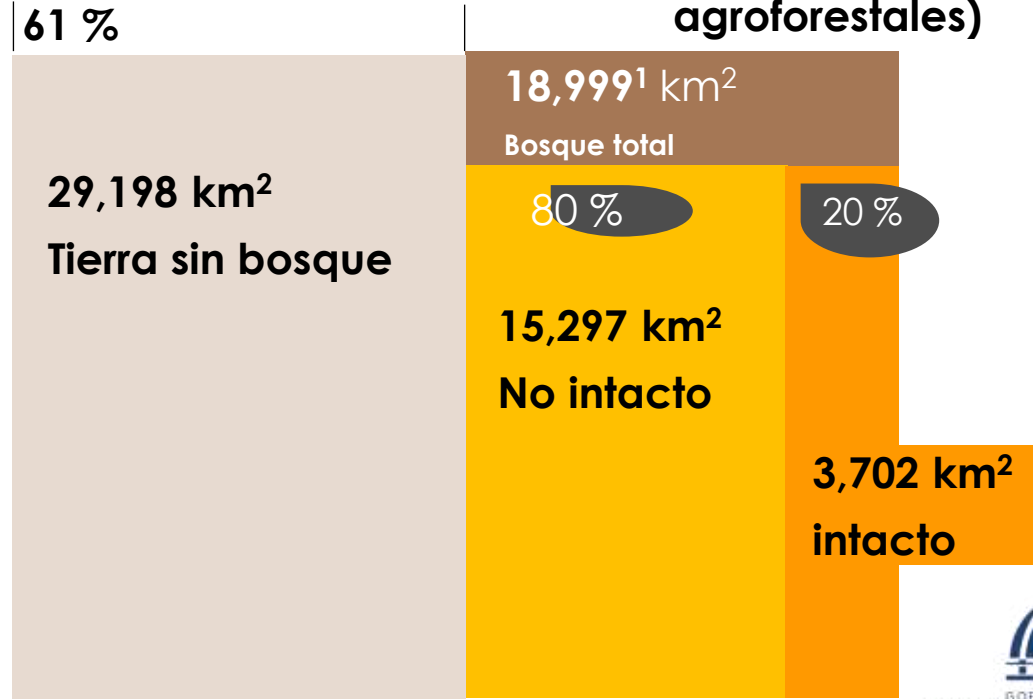 61 %
agroforestales)
18,999¹ km²
Bosque total
29,198 km²
Tierra sin bosque
80 %
20 %
15,297 km²
No intacto
3,702 km²
intacto